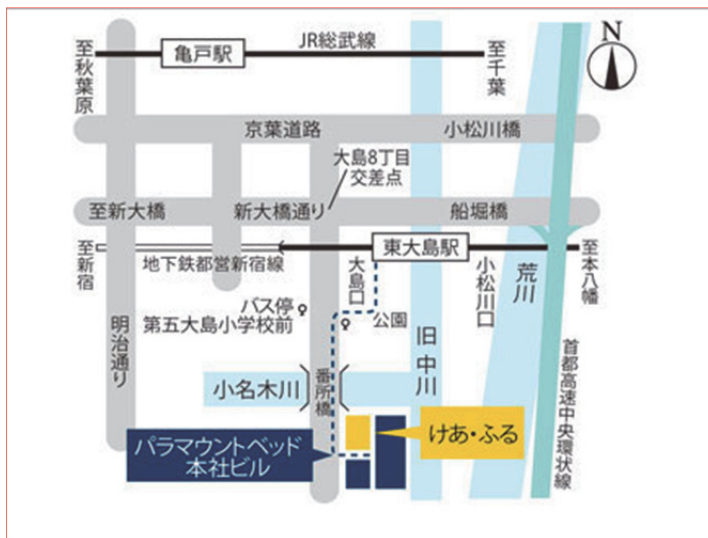 JR総武線
N
亀戸駅
至秋葉原
至千葉
京葉道路
小松川橋
大島8丁目
交差点
至新大橋
新大橋通り
船堀橋
至新宿
地下鉄都営新宿線
東大島駅
至本八幡
大島口
小松川口
荒川
バス停
第五大島小学校前
公園
明治通り
旧中川
首都高速中央環状線
小名木川
番所橋
けあ・ふる
パラマウントベッド
本社ビル